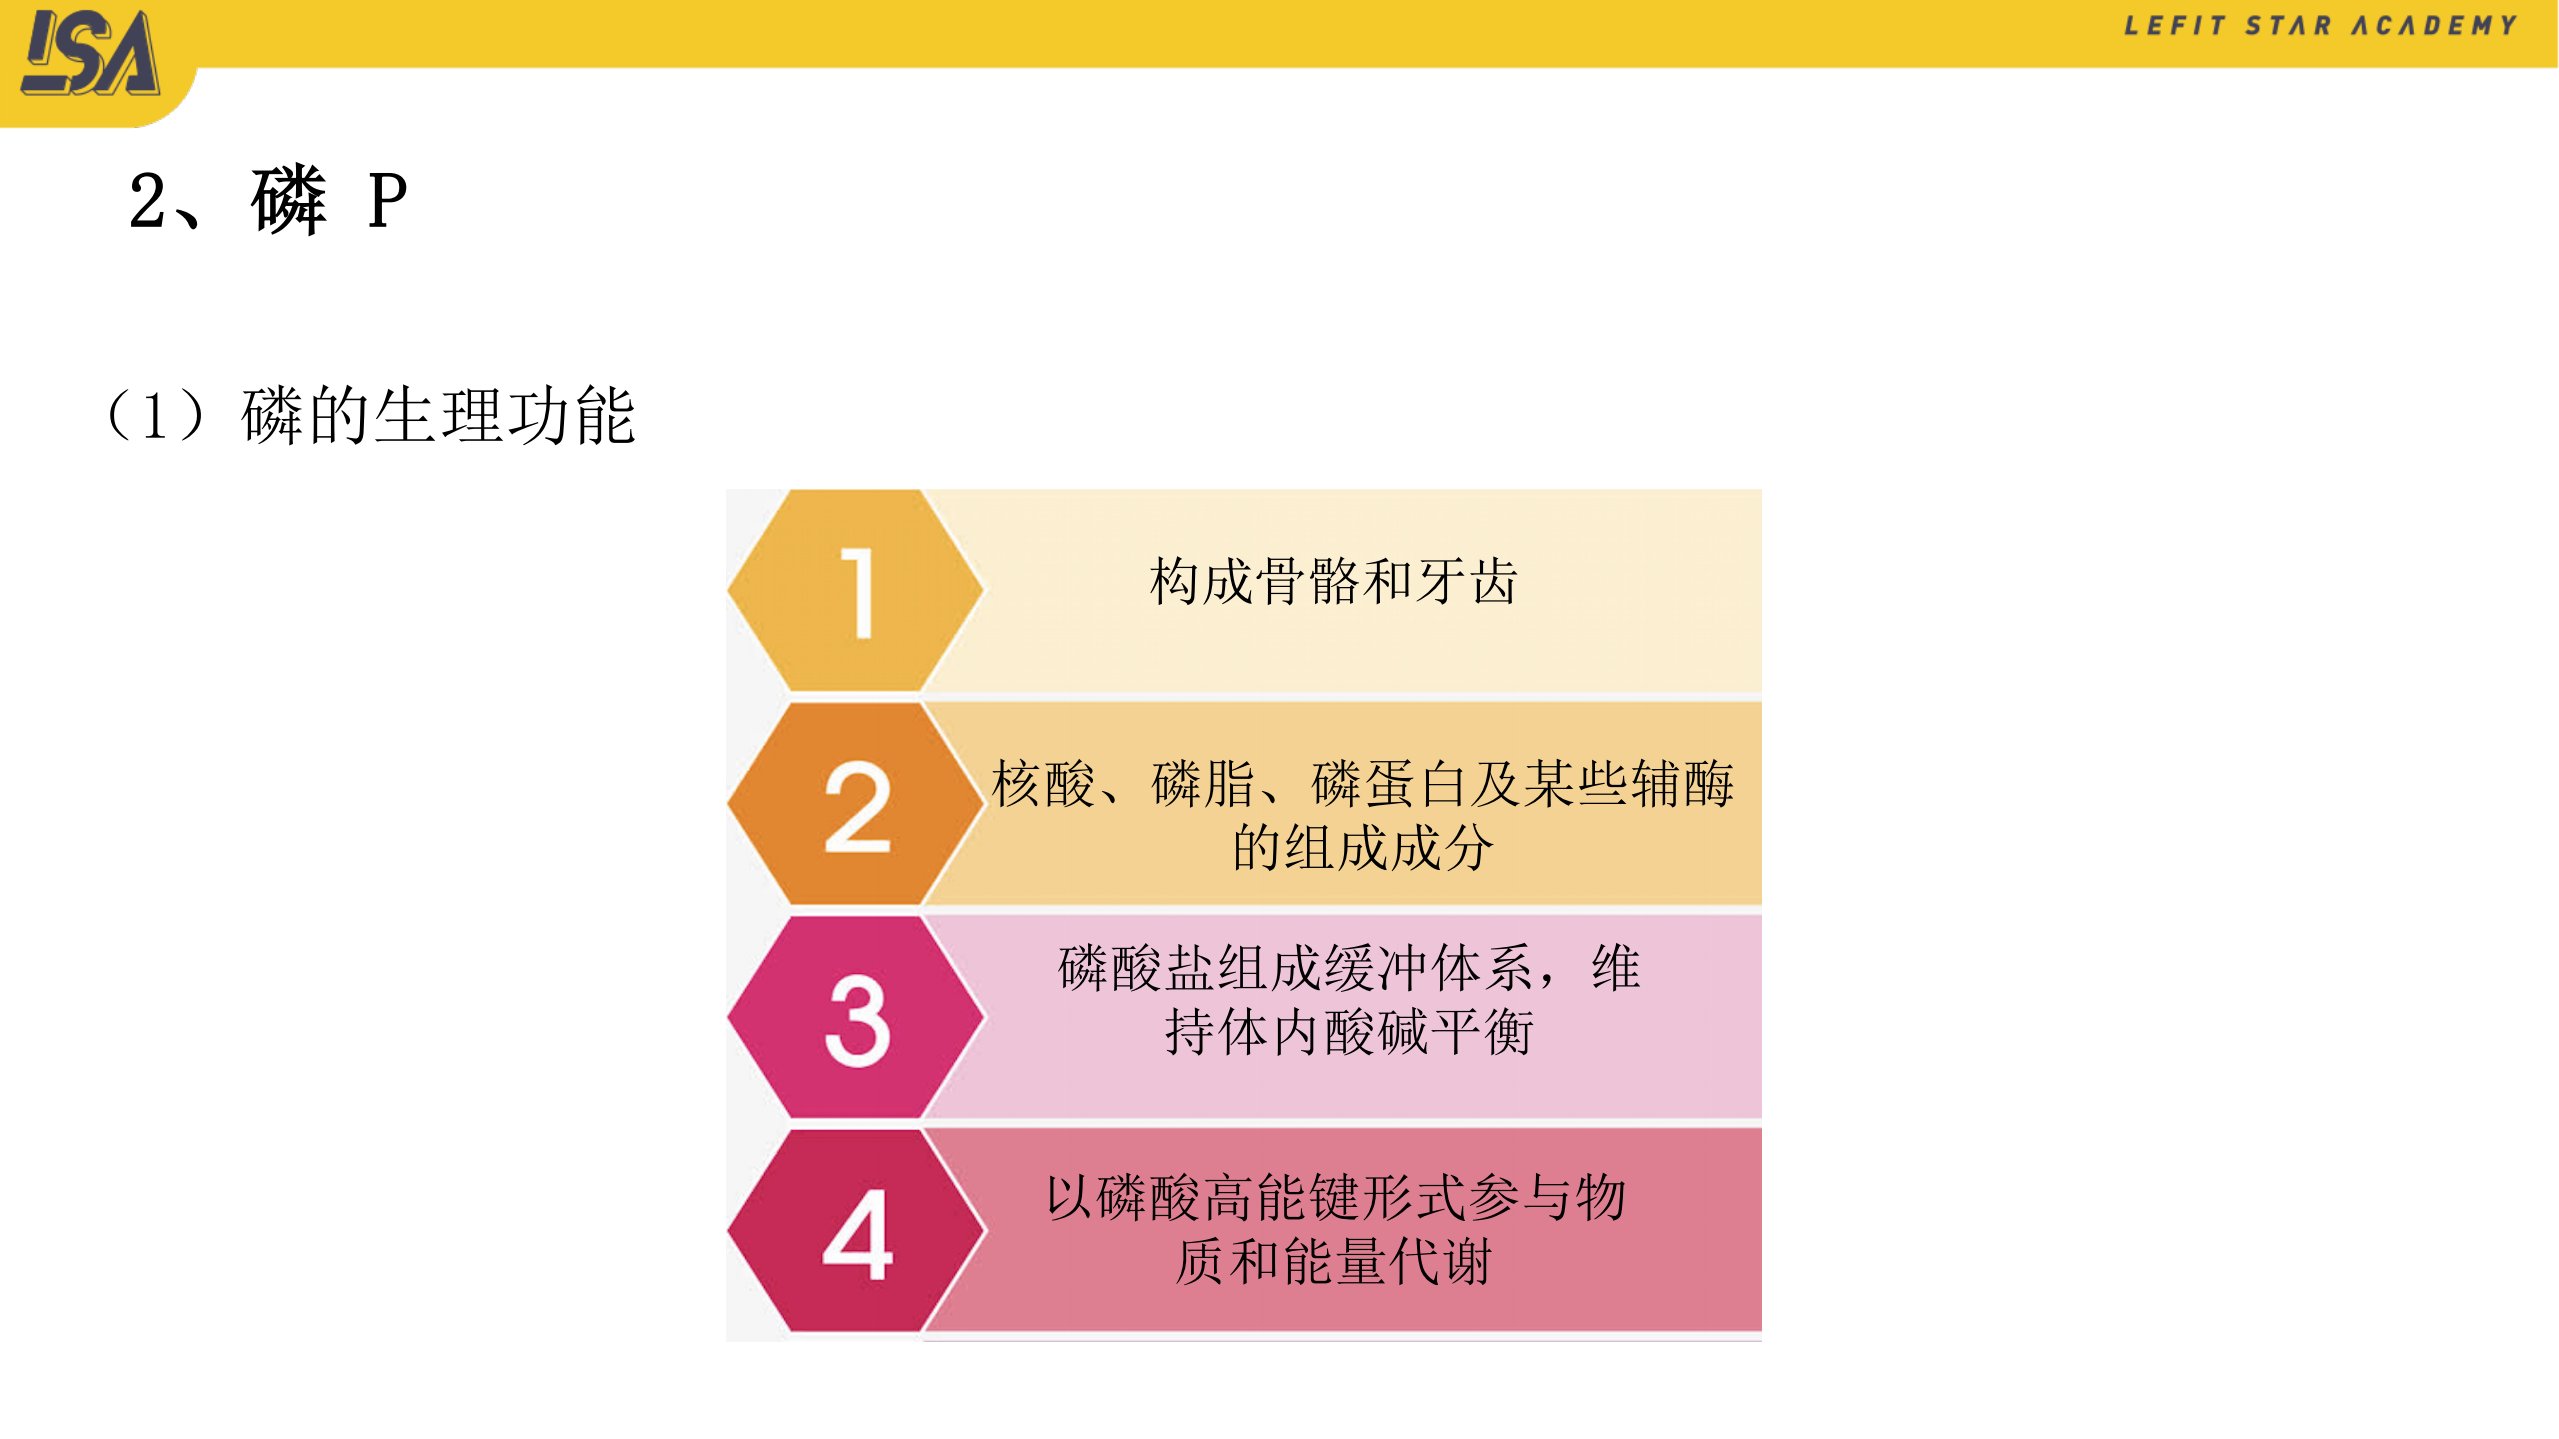 LSA
LEFIT STAR ACADEMY
2、磷 P
（1）磷的生理功能
1
构成骨骼和牙齿
2
核酸、磷脂、磷蛋白及某些辅酶
的组成成分
3
磷酸盐组成缓冲体系，维
持体内酸碱平衡
4
以磷酸高能键形式参与物
质和能量代谢